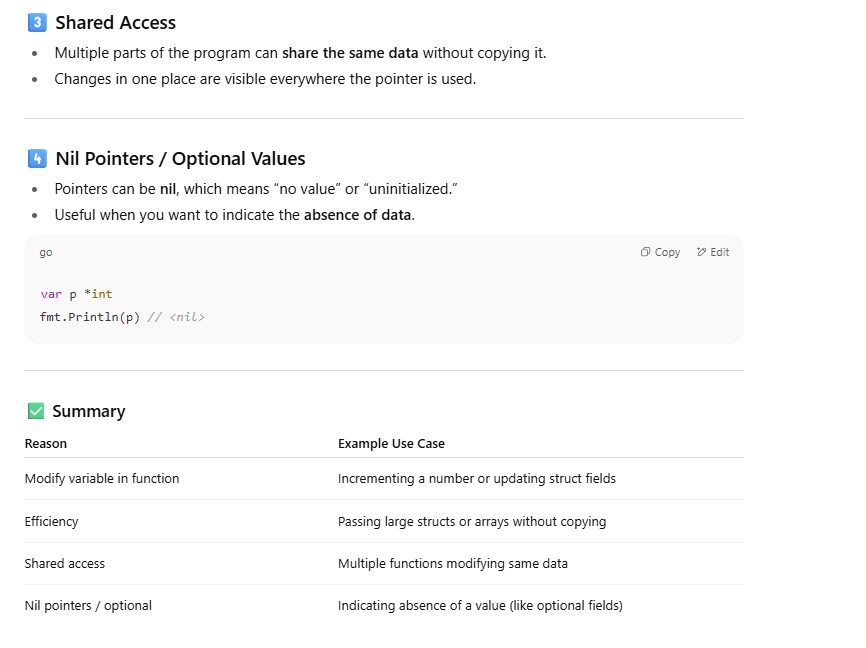 3 Shared Access
• Multiple parts of the program can share the same data without copying it.
• Changes in one place are visible everywhere the pointer is used.
4 Nil Pointers / Optional Values
• Pointers can be nil, which means “no value” or “uninitialized.”
• Useful when you want to indicate the absence of data.
go Copy Edit
var p *int
fmt.Println(p) // <nil>
Summary
Reason Example Use Case
Modify variable in function Incrementing a number or updating struct fields
Efficiency Passing large structs or arrays without copying
Shared access Multiple functions modifying same data
Nil pointers / optional Indicating absence of a value (like optional fields)